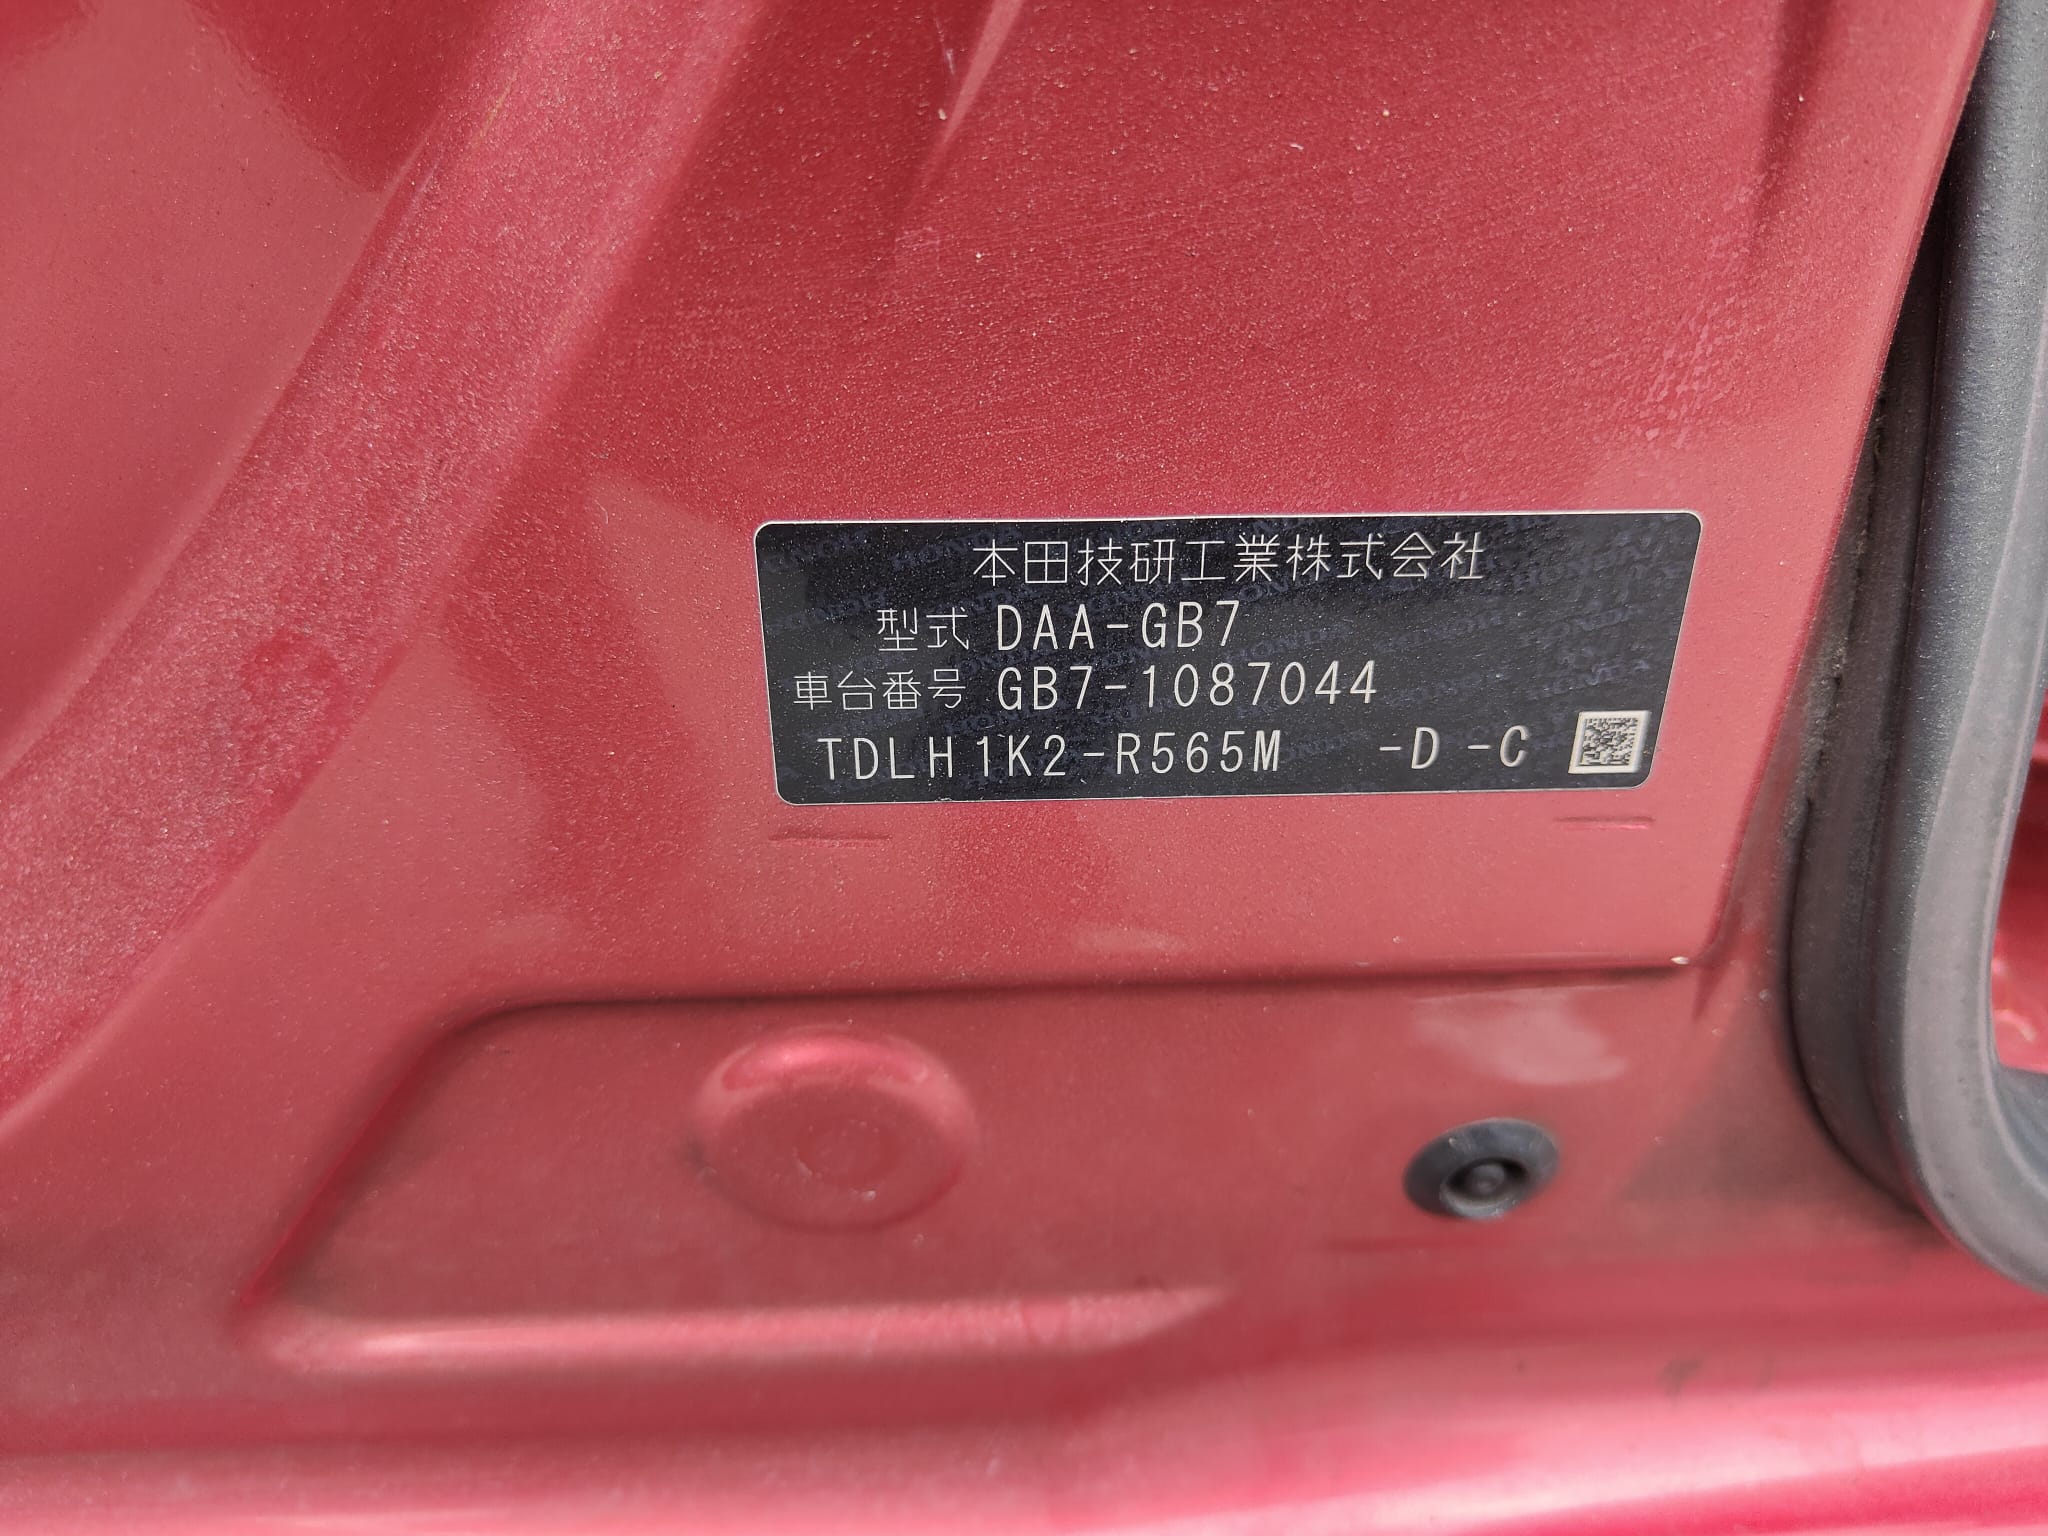 本田技研工業株式会社
型式 DAA-GB7
車台番号 GB7-1087044
TDLH1K2-R565M -D -C